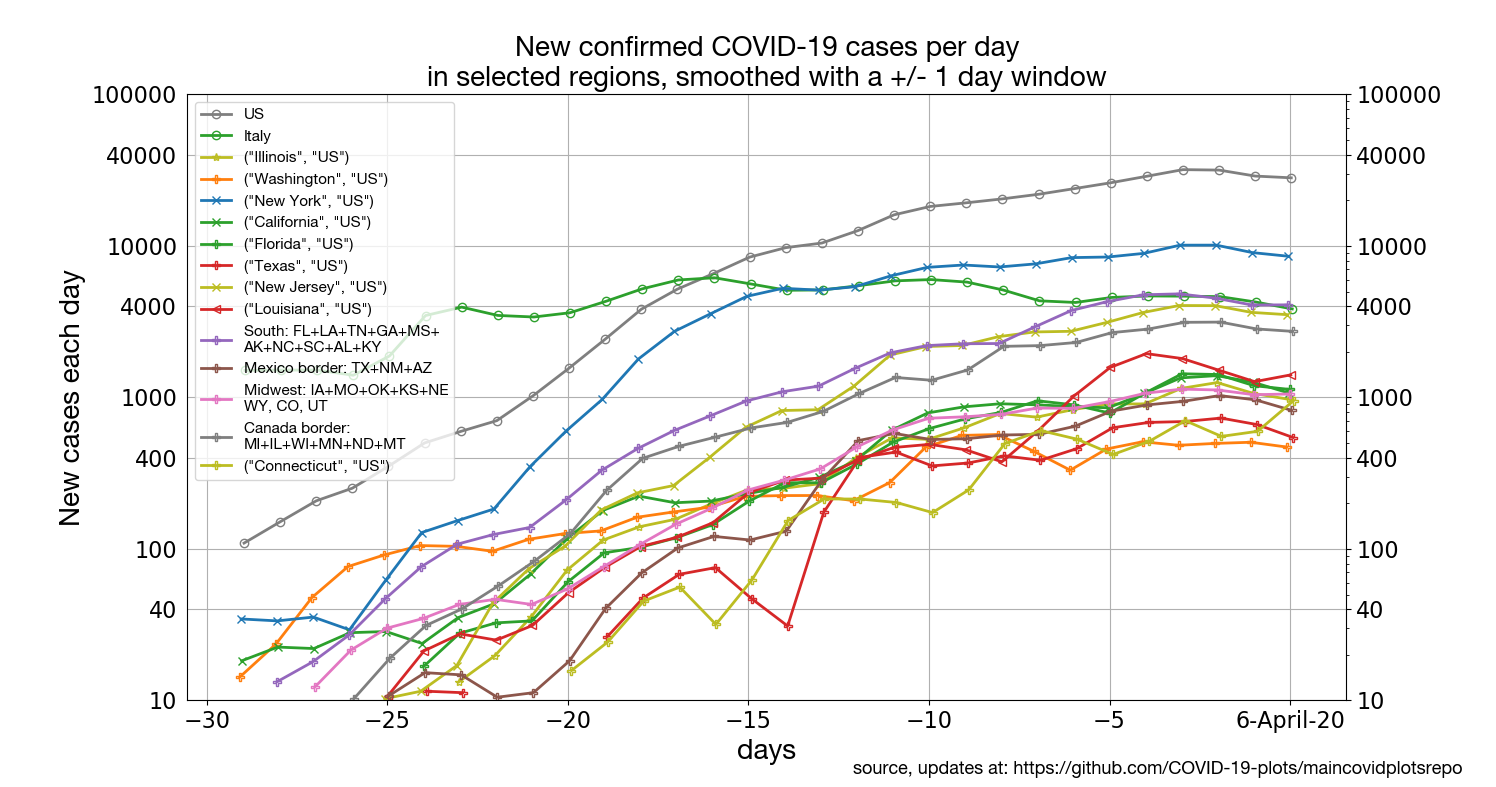 New confirmed COVID-19 cases per day
in selected regions, smoothed with a +/- 1 day window
100000
40000
10000
4000
1000
400
100
40
10
100000
40000
10000
4000
1000
400
100
40
10
New cases each day
US
Italy
("Illinois", "US")
("Washington", "US")
("New York", "US")
("California", "US")
("Florida", "US")
("Texas", "US")
("New Jersey", "US")
("Louisiana", "US")
South: FL+LA+TN+GA+MS+
AK+NC+SC+AL+KY
Mexico border: TX+NM+AZ
Midwest: IA+MO+OK+KS+NE
WY, CO, UT
Canada border:
MI+IL+WI+MN+ND+MT
("Connecticut", "US")
−30 −25 −20 −15 −10 −5 6-April-20
days
source, updates at: https://github.com/COVID-19-plots/maincovidplotsrepo